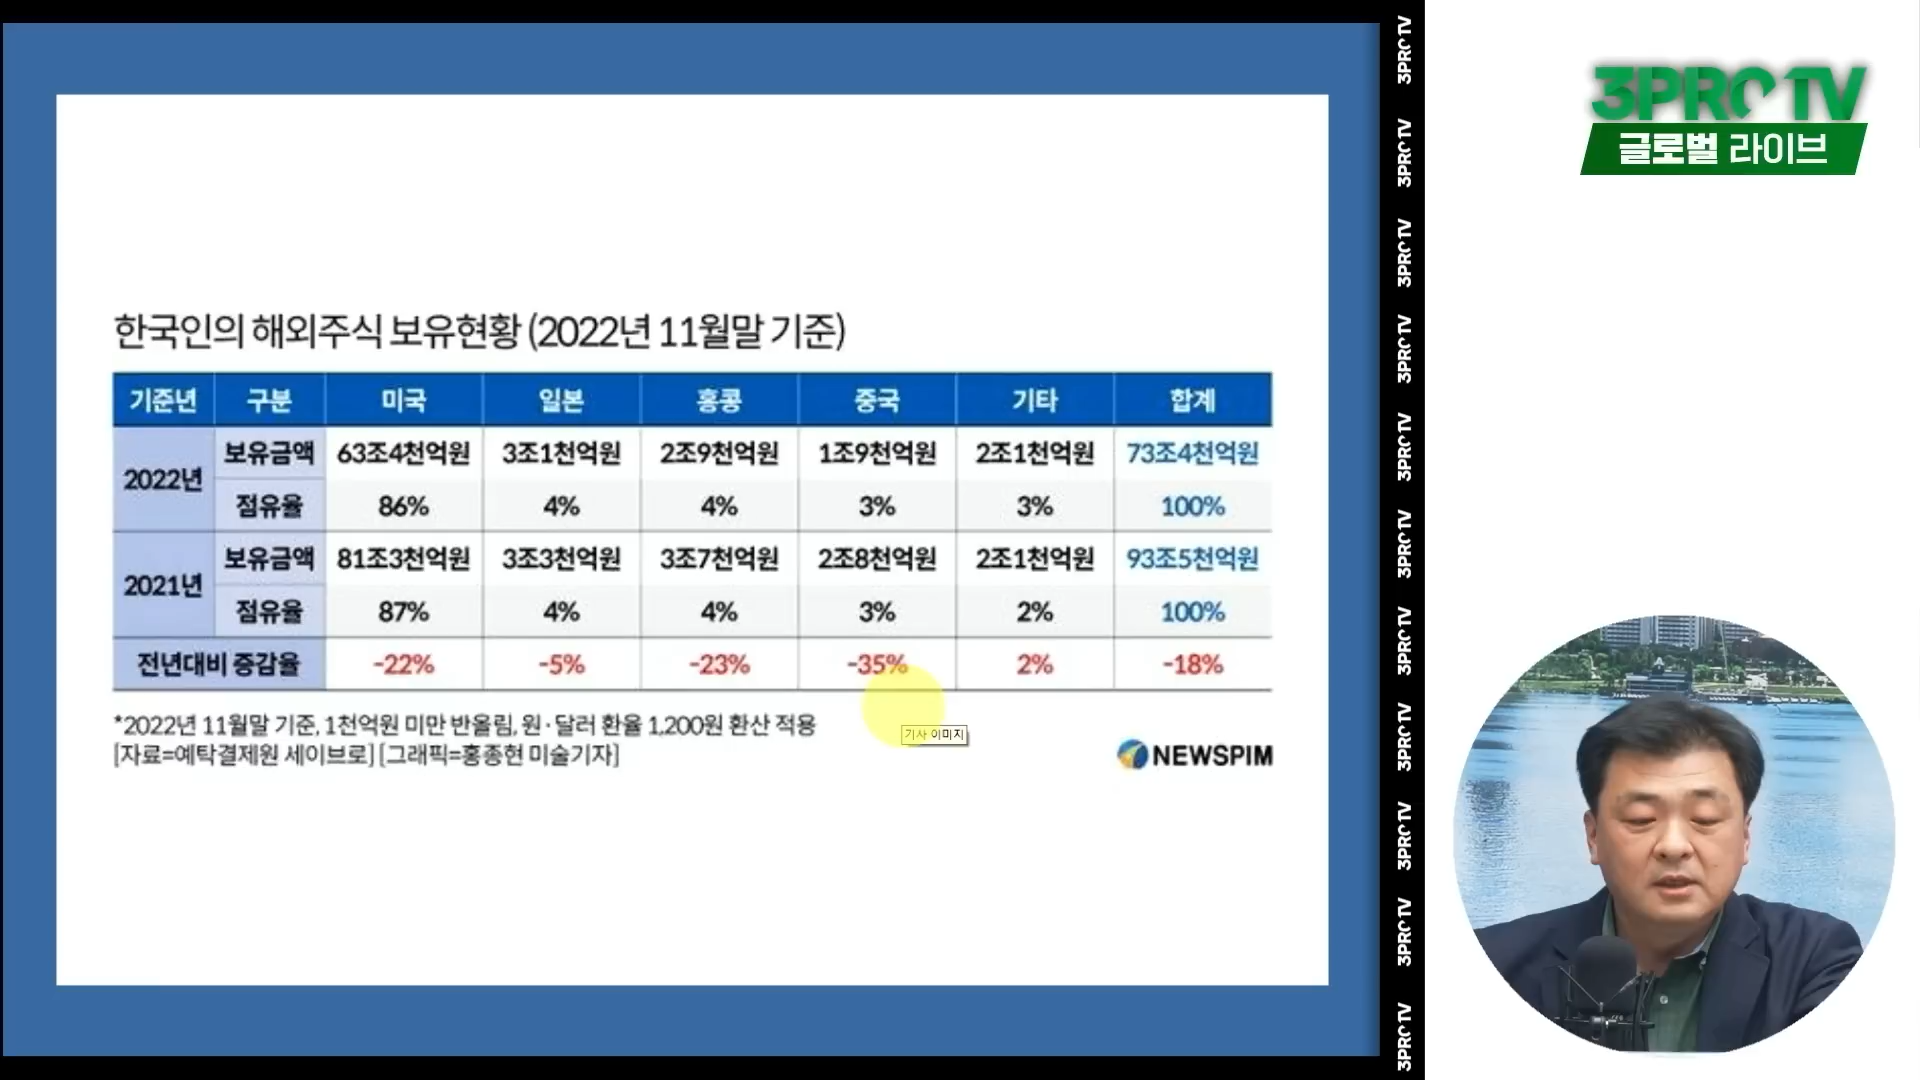 한국인의 해외주식 보유현황 (2022년 11월말 기준)
기준년 구분 미국 일본 홍콩 중국 기타 합계
2022년 보유금액 63조4천억원 3조1천억원 2조9천억원 1조9천억원 2조1천억원 73조4천억원
점유율 86% 4% 4% 3% 3% 100%
2021년 보유금액 81조3천억원 3조3천억원 3조7천억원 2조8천억원 2조1천억원 93조5천억원
점유율 87% 4% 4% 3% 2% 100%
전년대비 증감율 -22% -5% -23% -35% 2% -18%
*2022년 11월말 기준, 1천억원 미만 반올림, 원·달러 환율 1,200원 환산 적용
기사 이미지
[자료=예탁결제원 세이브로] [그래픽=홍종현 미술기자]
NEWSPIM
3PROTV
3PROTV
3PROTV
3PROTV
3PROTV
3PROTV
3PROTV
3PROTV
3PROTV
3PROTV
3PROTV
3PROTV
글로벌 라이브